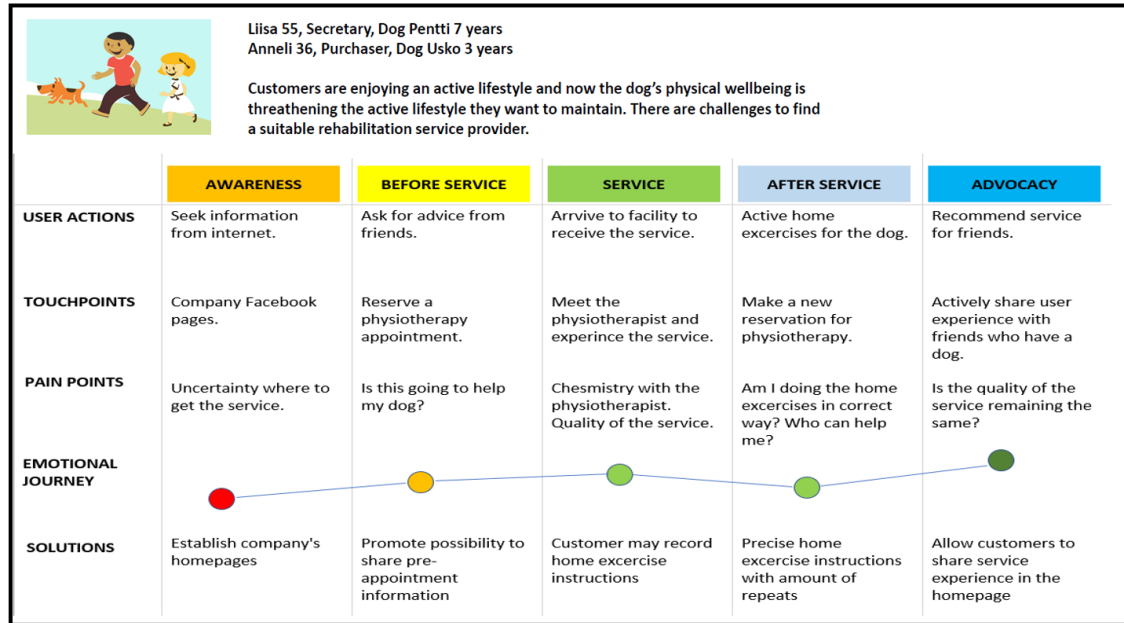 Liisa 55, Secretary, Dog Pentti 7 years
Anneli 36, Purchaser, Dog Usko 3 years
Customers are enjoying an active lifestyle and now the dog's physical wellbeing is
threathening the active lifestyle they want to maintain. There are challenges to find
a suitable rehabilitation service provider.
AWARENESS
BEFORE SERVICE
SERVICE
AFTER SERVICE
ADVOCACY
USER ACTIONS
Seek information
from internet.
Ask for advice from
friends.
Arrvive to facility to
receive the service.
Active home
excercises for the dog.
Recommend service
for friends.
TOUCHPOINTS
Company Facebook
pages.
Reserve a
physiotherapy
appointment.
Meet the
physiotherapist and
experince the service.
Make a new
reservation for
physiotherapy.
Actively share user
experience with
friends who have a
dog.
PAIN POINTS
Uncertainty where to
get the service.
Is this going to help
my dog?
Chesmistry with the
physiotherapist.
Quality of the service.
Am I doing the home
excercises in correct
way? Who can help
me?
Is the quality of the
service remaining the
same?
EMOTIONAL
JOURNEY
SOLUTIONS
Establish company's
homepages
Promote possibility to
share pre-
appointment
information
Customer may record
home excercise
instructions
Precise home
excercise instructions
with amount of
repeats
Allow customers to
share service
experience in the
homepage